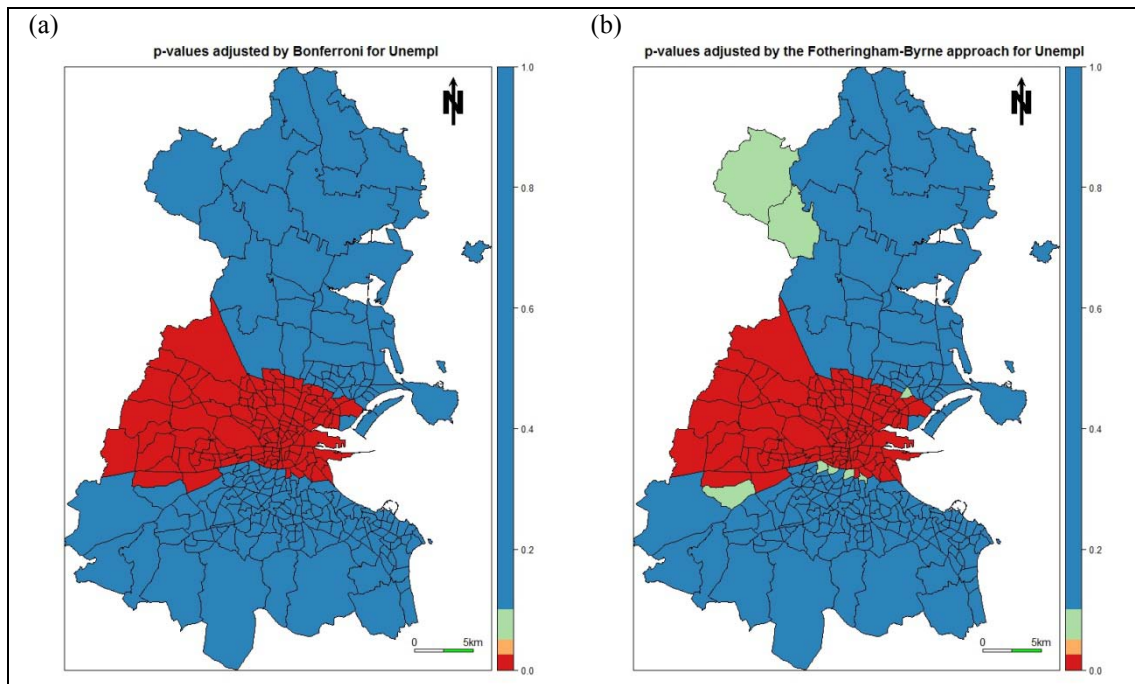 (a)
p-values adjusted by Bonferroni for Unempl
N
1.0
0.8
0.6
0.4
0.2
0.0
0 5km
(b)
p-values adjusted by the Fotheringham-Byrne approach for Unempl
N
1.0
0.8
0.6
0.4
0.2
0.0
0 5km